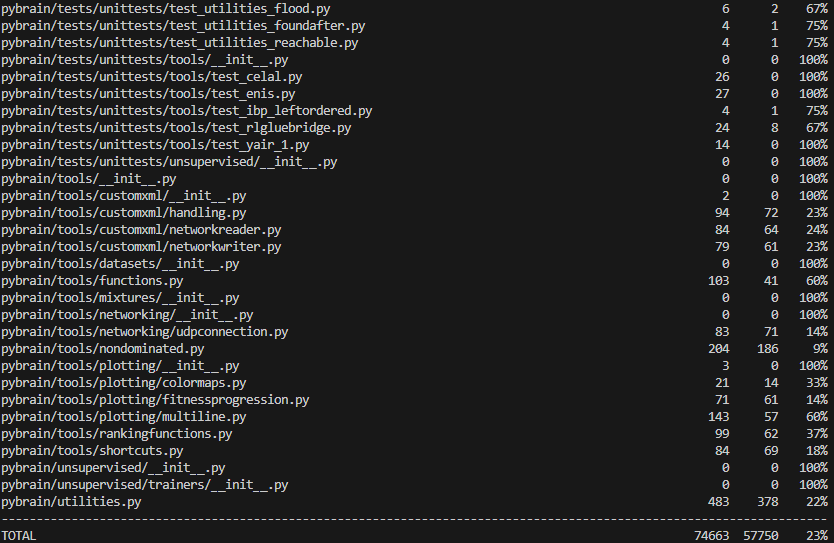 pybrain/tests/unittests/test_utilities_flood.py 6 2 67%
pybrain/tests/unittests/test_utilities_foundafter.py 4 1 75%
pybrain/tests/unittests/test_utilities_reachable.py 4 1 75%
pybrain/tests/unittests/tools/__init__.py 0 0 100%
pybrain/tests/unittests/tools/test_celal.py 26 0 100%
pybrain/tests/unittests/tools/test_enis.py 27 0 100%
pybrain/tests/unittests/tools/test_ibp_leftordered.py 4 1 75%
pybrain/tests/unittests/tools/test_rlgluebridge.py 24 8 67%
pybrain/tests/unittests/tools/test_yair_1.py 14 0 100%
pybrain/tests/unittests/unsupervised/__init__.py 0 0 100%
pybrain/tools/__init__.py 0 0 100%
pybrain/tools/customxml/__init__.py 2 0 100%
pybrain/tools/customxml/handling.py 94 72 23%
pybrain/tools/customxml/networkreader.py 84 64 24%
pybrain/tools/customxml/networkwriter.py 79 61 23%
pybrain/tools/datasets/__init__.py 0 0 100%
pybrain/tools/functions.py 103 41 60%
pybrain/tools/mixtures/__init__.py 0 0 100%
pybrain/tools/networking/__init__.py 0 0 100%
pybrain/tools/networking/udpconnection.py 83 71 14%
pybrain/tools/nondominated.py 204 186 9%
pybrain/tools/plotting/__init__.py 3 0 100%
pybrain/tools/plotting/colormaps.py 21 14 33%
pybrain/tools/plotting/fitnessprogression.py 71 61 14%
pybrain/tools/plotting/multiline.py 143 57 60%
pybrain/tools/rankingfunctions.py 99 62 37%
pybrain/tools/shortcuts.py 84 69 18%
pybrain/unsupervised/__init__.py 0 0 100%
pybrain/unsupervised/trainers/__init__.py 0 0 100%
pybrain/utilities.py 483 378 22%
TOTAL 74663 57750 23%